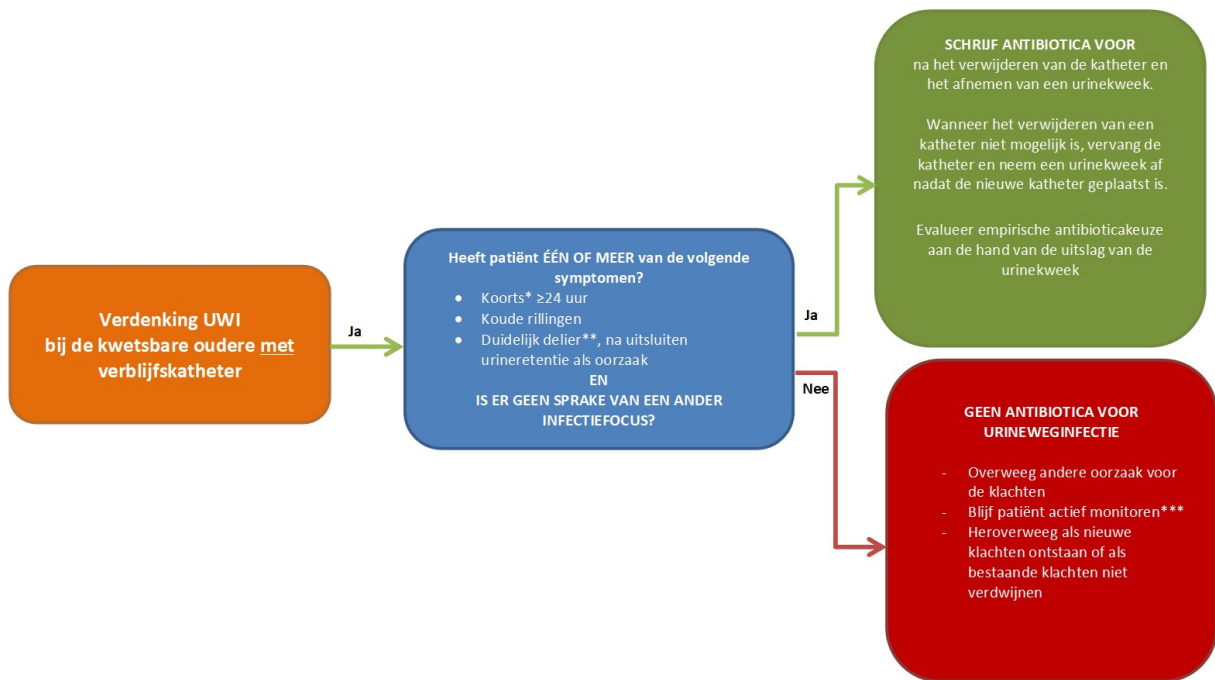 Verdenking UWI
bij de kwetsbare oudere met
verblijfskatheter
Ja
Heeft patiënt ÉÉN OF MEER van de volgende
symptomen?
● Koorts* ≥24 uur
● Koude rillingen
● Duidelijk delier**, na uitsluiten
urineretentie als oorzaak
EN
IS ER GEEN SPRAKE VAN EEN ANDER
INFECTIEFOCUS?
Ja
Nee
SCHRIJF ANTIBIOTICA VOOR
na het verwijderen van de katheter en
het afnemen van een urinekweek.
Wanneer het verwijderen van een
katheter niet mogelijk is, vervang de
katheter en neem een urinekweek af
nadat de nieuwe katheter geplaatst is.
Evalueer empirische antibioticakeuze
aan de hand van de uitslag van de
urinekweek
GEEN ANTIBIOTICA VOOR
URINEWEGINFECTIE
- Overweeg andere oorzaak voor
de klachten
- Blijf patiënt actief monitoren***
- Heroverweeg als nieuwe
klachten ontstaan of als
bestaande klachten niet
verdwijnen